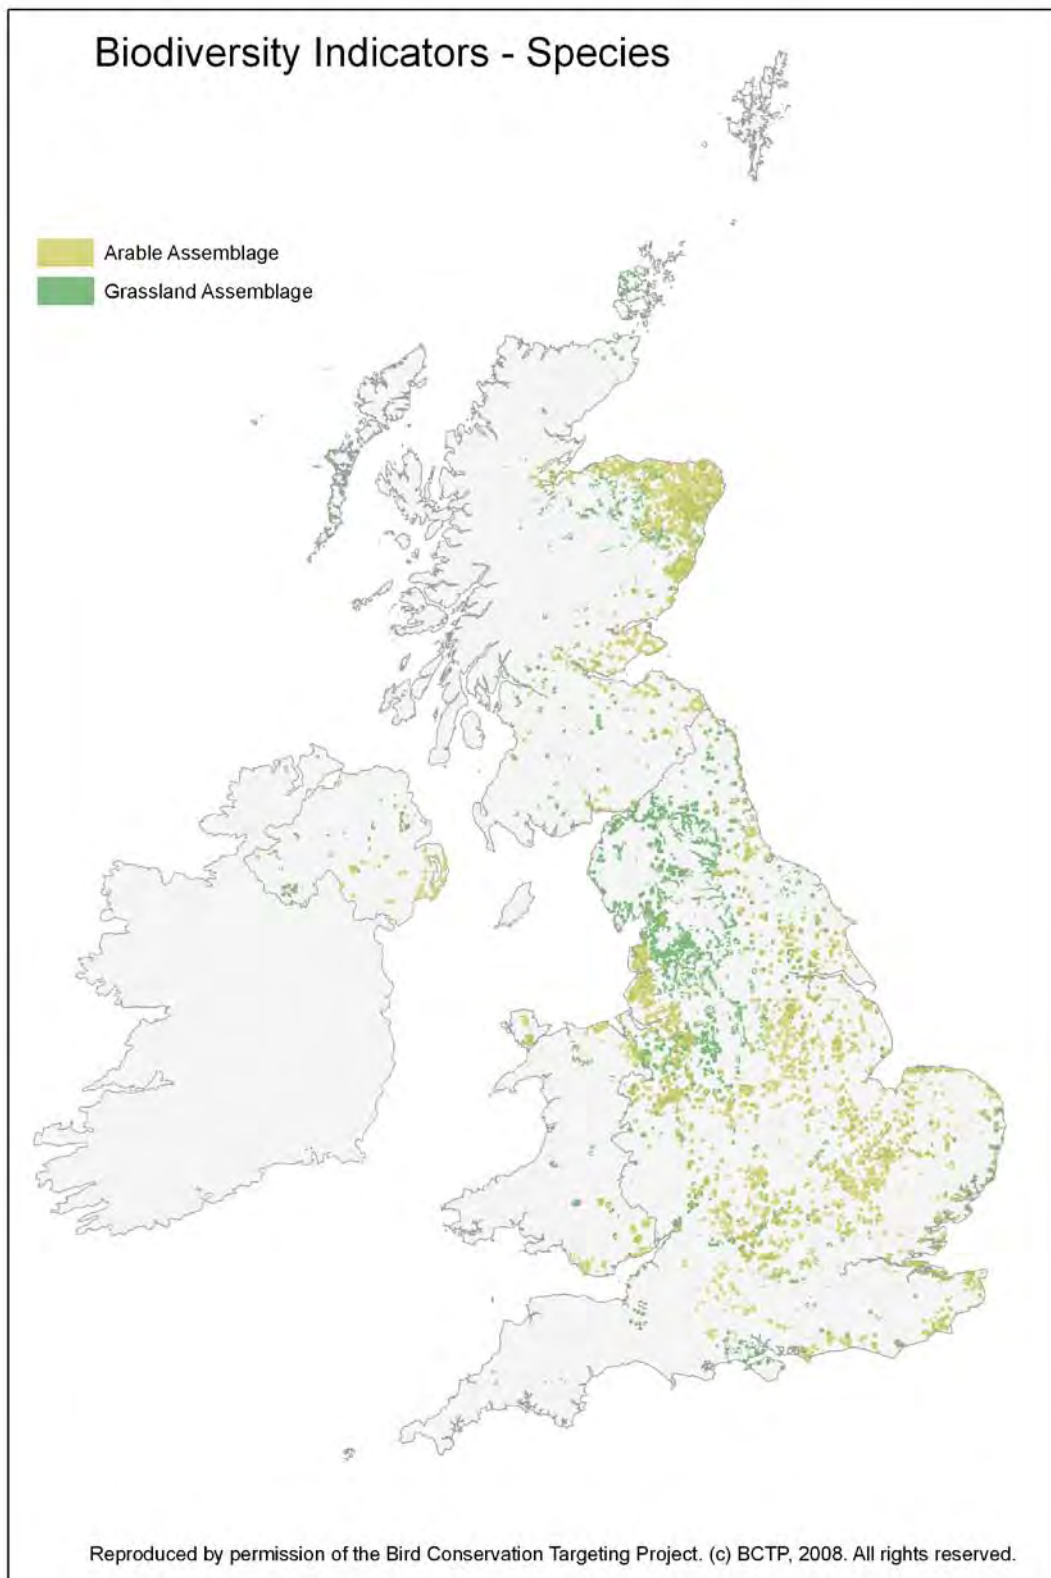 Biodiversity Indicators - Species
Arable Assemblage
Grassland Assemblage
Reproduced by permission of the Bird Conservation Targeting Project. (c) BCTP, 2008. All rights reserved.